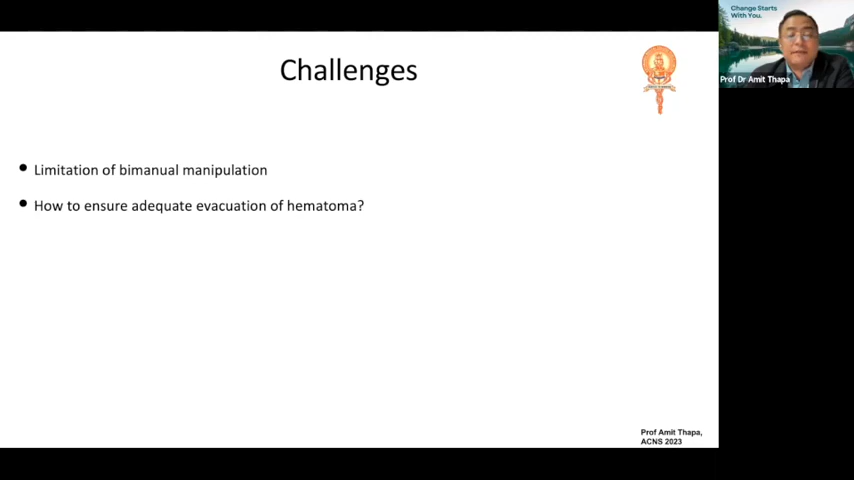 Change Starts
With You.
Prof Dr Amit Thapa
Challenges
• Limitation of bimanual manipulation
• How to ensure adequate evacuation of hematoma?
Prof Amit Thapa,
ACNS 2023